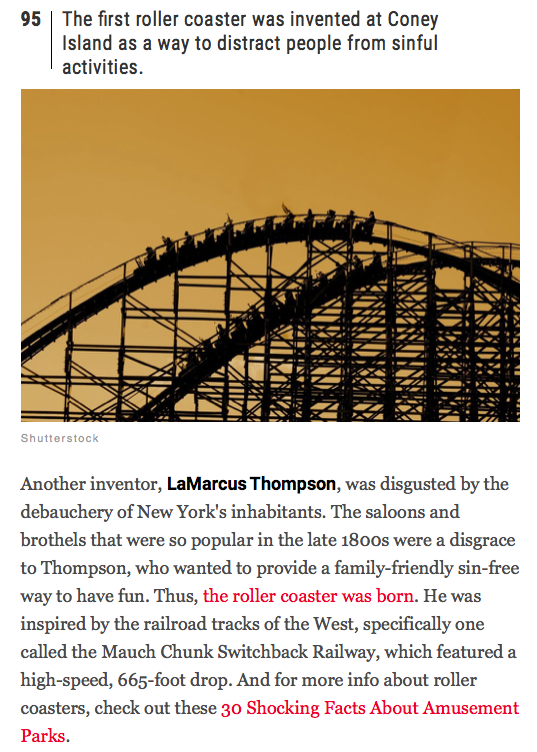 95
The first roller coaster was invented at Coney
Island as a way to distract people from sinful
activities.
Shutterstock
Another inventor, LaMarcus Thompson, was disgusted by the
debauchery of New York's inhabitants. The saloons and
brothels that were so popular in the late 1800s were a disgrace
to Thompson, who wanted to provide a family-friendly sin-free
way to have fun. Thus, the roller coaster was born. He was
inspired by the railroad tracks of the West, specifically one
called the Mauch Chunk Switchback Railway, which featured a
high-speed, 665-foot drop. And for more info about roller
coasters, check out these 30 Shocking Facts About Amusement
Parks.